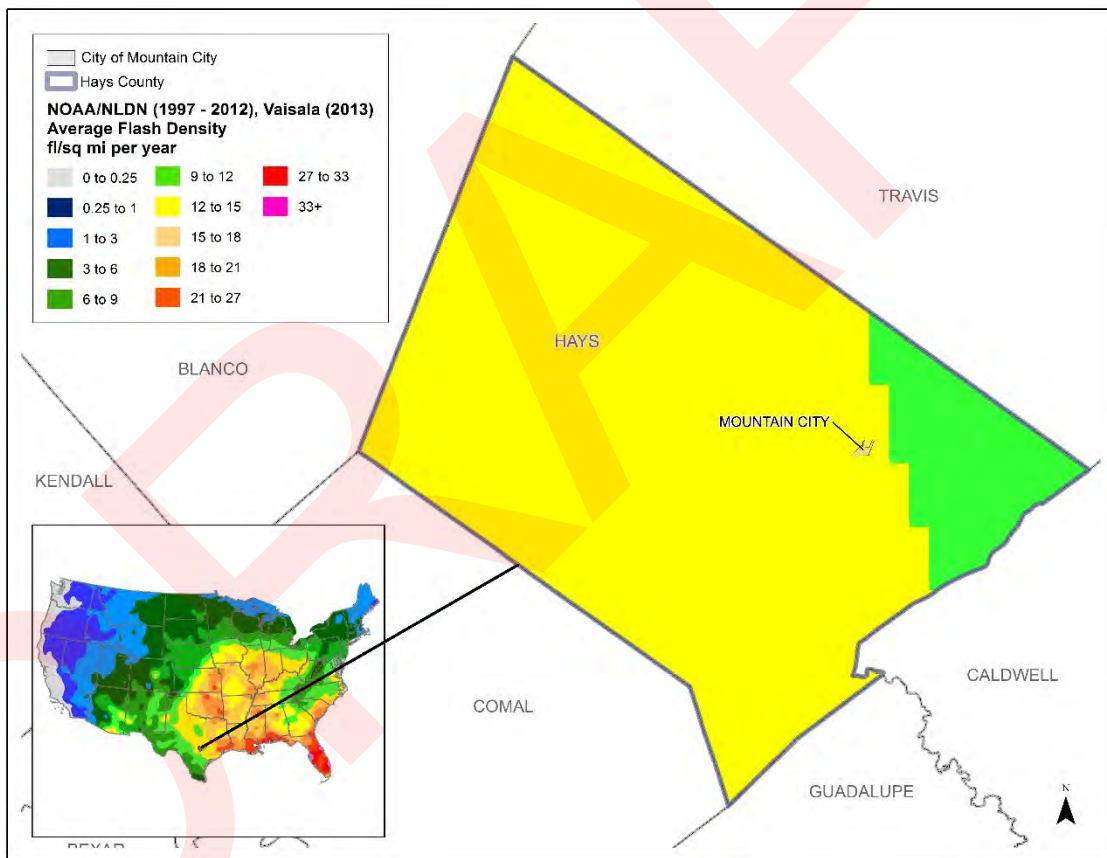 City of Mountain City
Hays County
NOAA/NLDN (1997 - 2012), Vaisala (2013)
Average Flash Density
fl/sq mi per year
0 to 0.25
0.25 to 1
1 to 3
3 to 6
6 to 9
9 to 12
12 to 15
15 to 18
18 to 21
21 to 27
27 to 33
33+
TRAVIS
HAYS
BLANCO
MOUNTAIN CITY
KENDALL
CALDWELL
COMAL
GUADALUPE
N
BEXAR
DRAFT